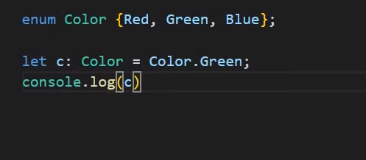 enum Color {Red, Green, Blue};
let c: Color = Color.Green;
console.log(c)